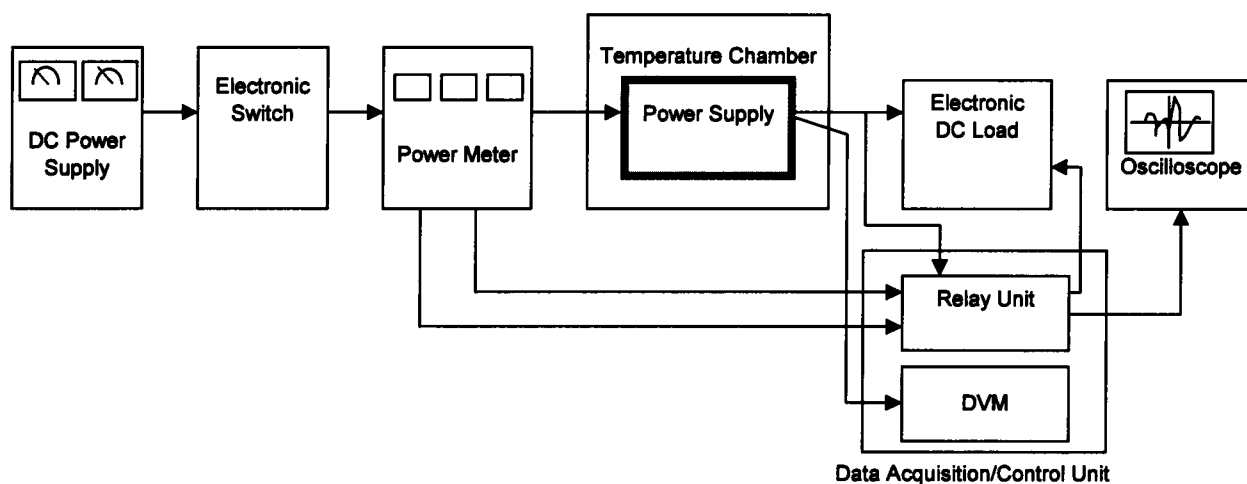 DC Power
Supply
Electronic
Switch
Power Meter
Temperature Chamber
Power Supply
Electronic
DC Load
Oscilloscope
Relay Unit
DVM
Data Acquisition/Control Unit